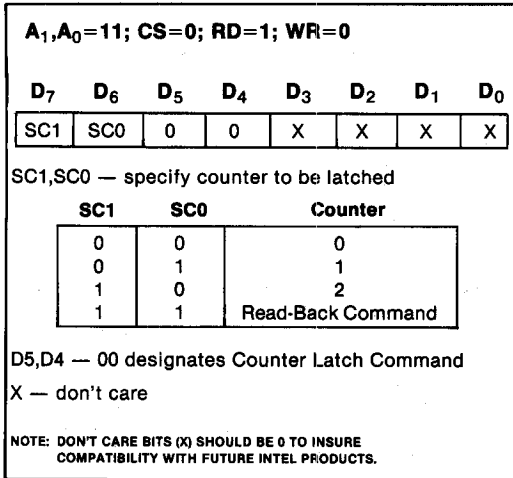 A₁,A₀=11; CS=0; RD=1; WR=0
D₇ D₆ D₅ D₄ D₃ D₂ D₁ D₀
SC1 SC0 0 0 X X X X
SC1,SC0 — specify counter to be latched
SC1 SC0 Counter
0 0 0
0 1 1
1 0 2
1 1 Read-Back Command
D5,D4 — 00 designates Counter Latch Command
X — don't care
NOTE: DON'T CARE BITS (X) SHOULD BE 0 TO INSURE
COMPATIBILITY WITH FUTURE INTEL PRODUCTS.